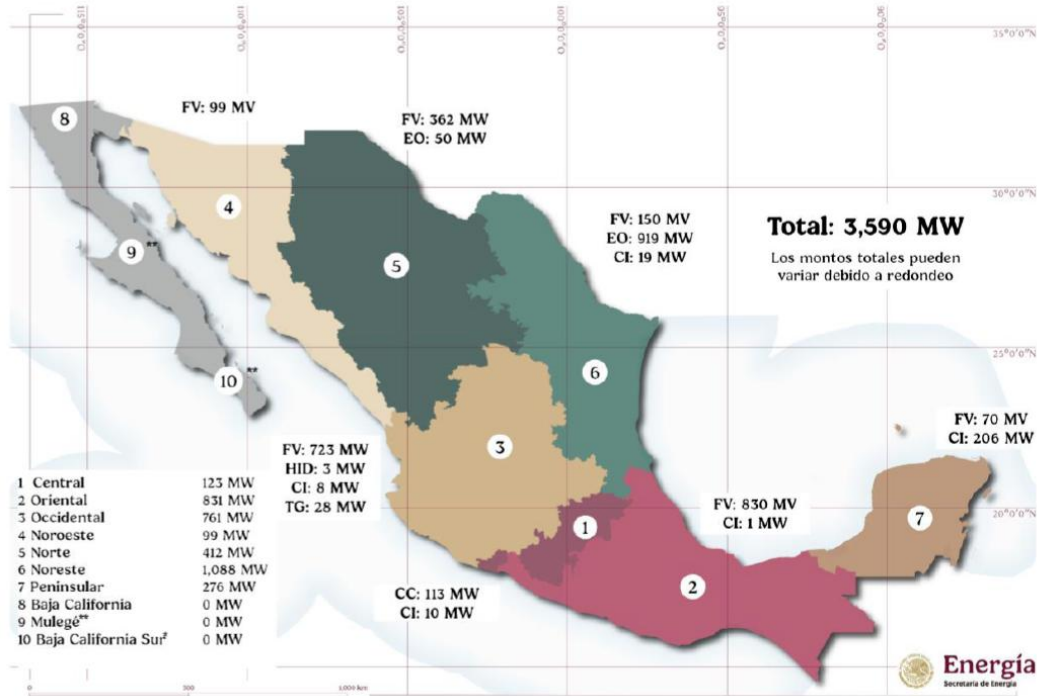 35°0'0"N
8
FV: 99 MV
FV: 362 MW
EO: 50 MW
30°0'0"N
4
FV: 150 MV
EO: 919 MW
CI: 19 MW
Total: 3,590 MW
Los montos totales pueden
variar debido a redondeo
9
**
5
25°0'0"N
10
**
6
FV: 723 MW
HID: 3 MW
CI: 8 MW
TG: 28 MW
3
FV: 70 MV
CI: 206 MW
1 Central 123 MW
2 Oriental 831 MW
3 Occidental 761 MW
4 Noroeste 99 MW
5 Norte 412 MW
6 Noreste 1,088 MW
7 Peninsular 276 MW
8 Baja California 0 MW
9 Mulegé** 0 MW
10 Baja California Sur² 0 MW
20°0'0"N
FV: 830 MV
CI: 1 MW
7
1
CC: 113 MW
CI: 10 MW
2
Energía
Secretaría de Energía
0
500
1,000 km